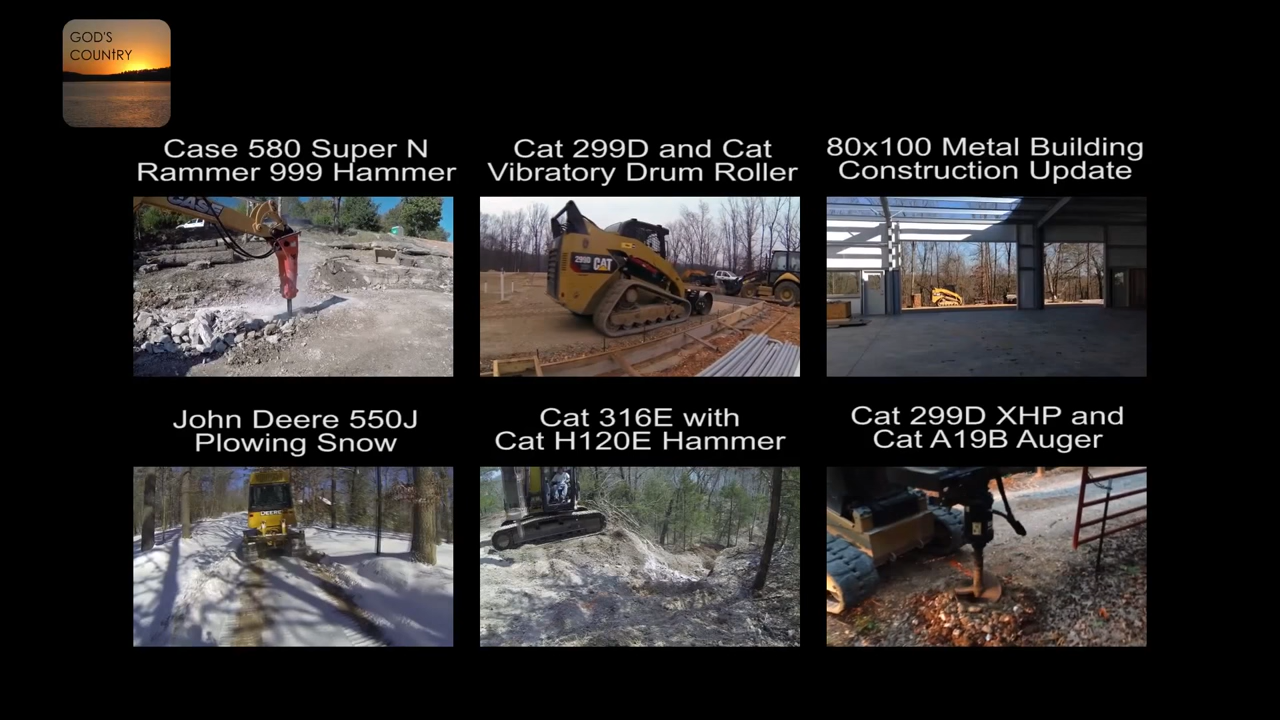 GOD'S
COUNTRY
Case 580 Super N
Rammer 999 Hammer
Cat 299D and Cat
Vibratory Drum Roller
80x100 Metal Building
Construction Update
CASE
299D
CAT
John Deere 550J
Plowing Snow
Cat 316E with
Cat H120E Hammer
Cat 299D XHP and
Cat A19B Auger
DEERE